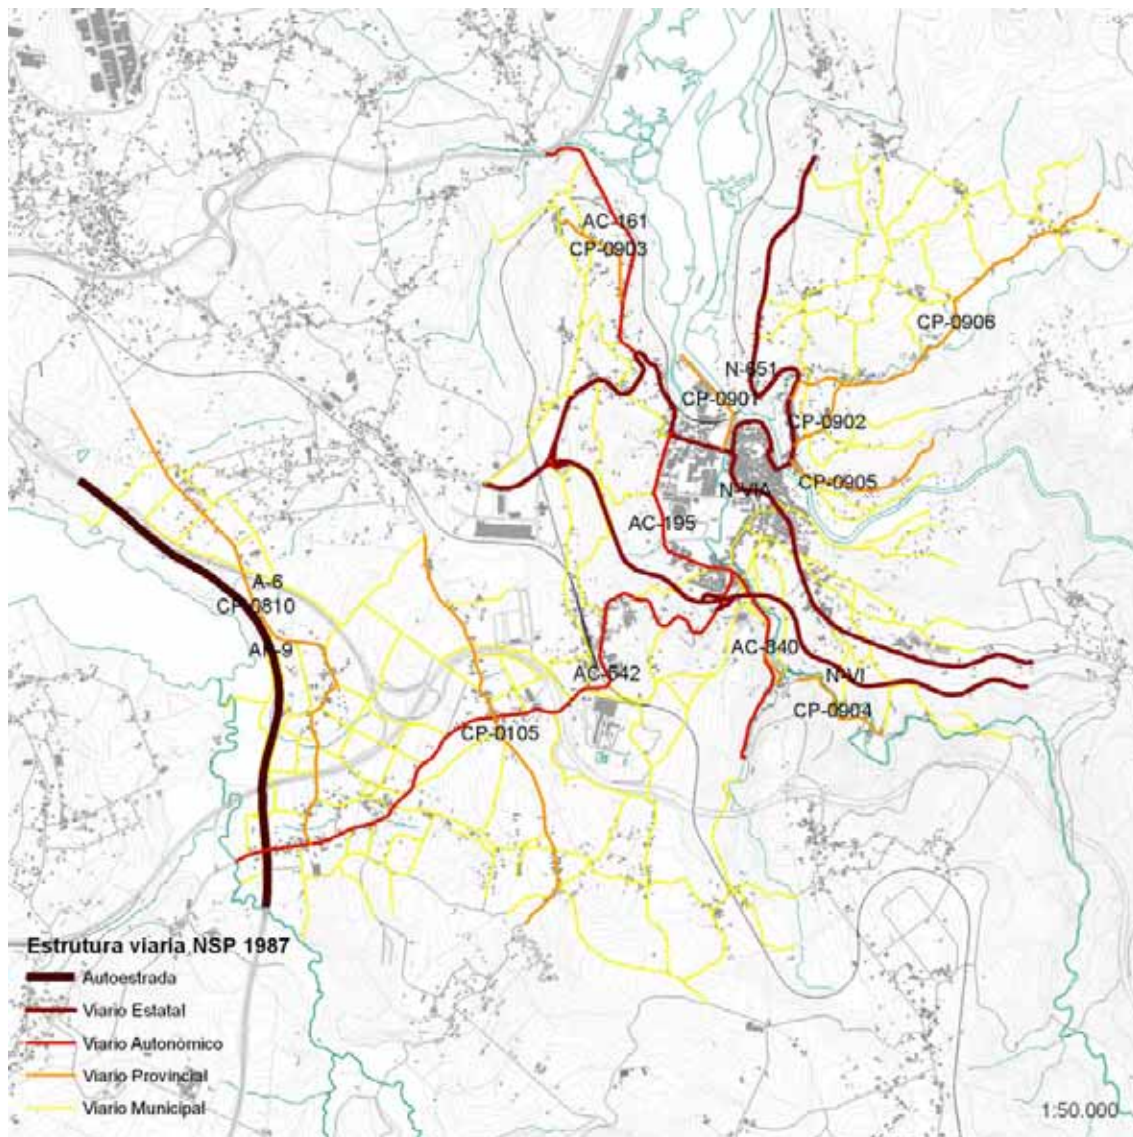 AC-161
CP-0903
CP-0906
N-651
CP-0901
CP-0902
CP-0905
N-VIA
AC-195
A-6
CP-0810
AP-9
AC-840
AC-542
N-VI
CP-0904
CP-0105
Estrutura viaria NSP 1987
Autoestrada
Viario Estatal
Viario Autonómico
Viario Provincial
Viario Municipal
1:50.000